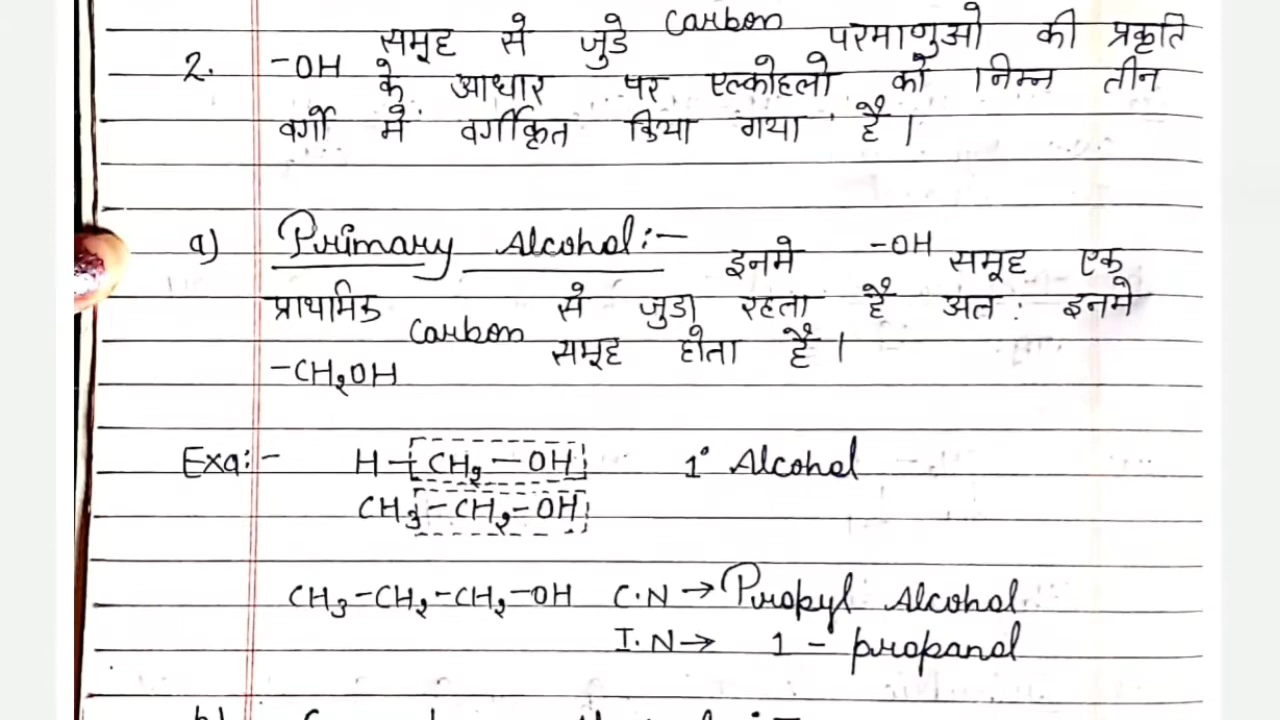 2. -OH समूह से जुडे Carbon परमाणुओ की प्रकृति
के आधार पर एल्कोहलो को निम्न तीन
वर्गो मे वर्गीकृत किया गया है।
a) Primary Alcohol:- इनमे -OH समूह एक
प्राथमिक Carbon से जुडा रहता है अत: इनमे
-CH₂OH समूह होता है।
Exa:- H-CH₂-OH 1° Alcohol
CH₃-CH₂-OH
CH₃-CH₂-CH₂-OH C.N → Propyl Alcohol
I.N → 1 - propanol
b)